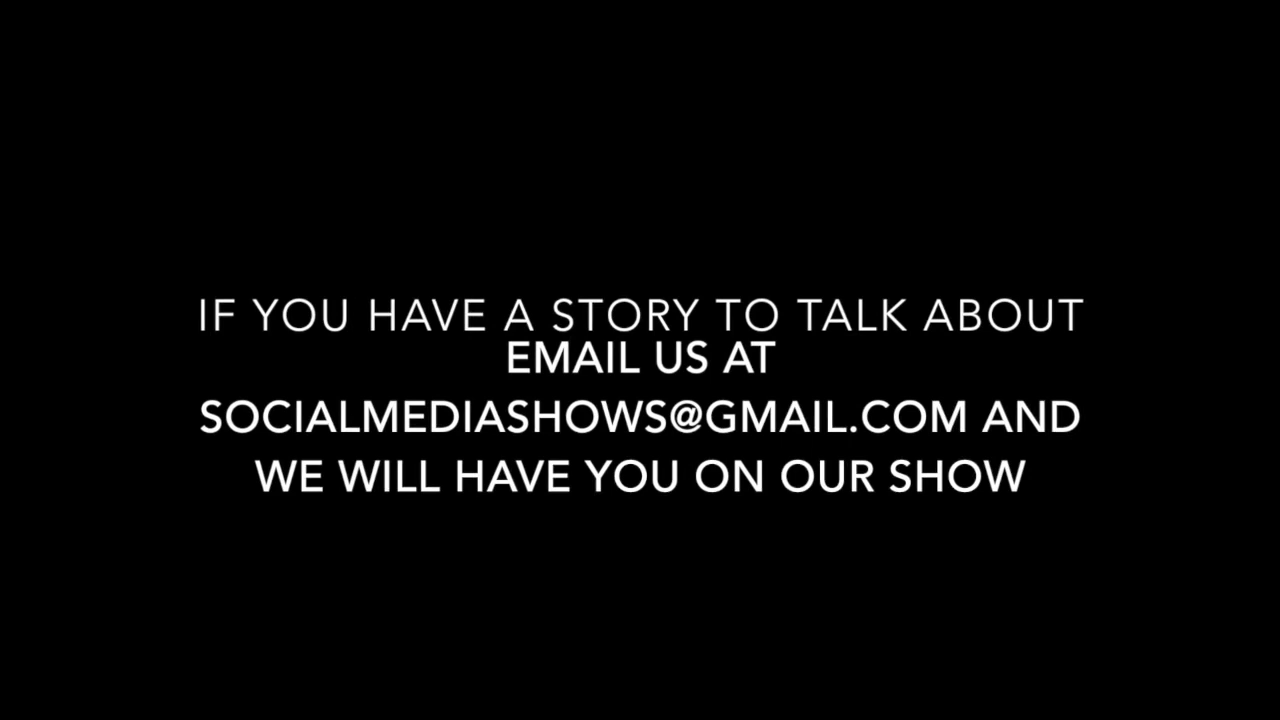 IF YOU HAVE A STORY TO TALK ABOUT
EMAIL US AT
SOCIALMEDIASHOWS@GMAIL.COM AND
WE WILL HAVE YOU ON OUR SHOW